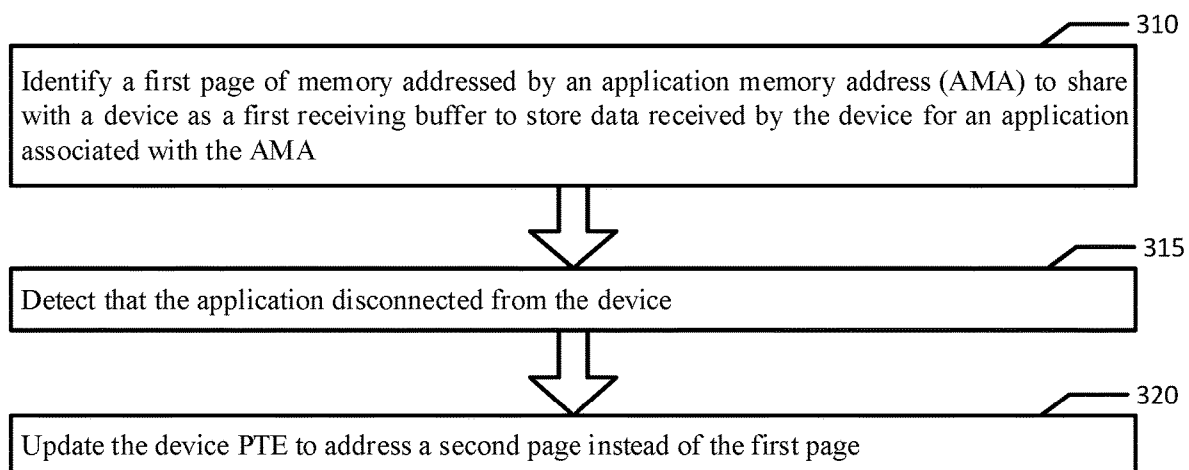 310
Identify a first page of memory addressed by an application memory address (AMA) to share
with a device as a first receiving buffer to store data received by the device for an application
associated with the AMA
315
Detect that the application disconnected from the device
320
Update the device PTE to address a second page instead of the first page